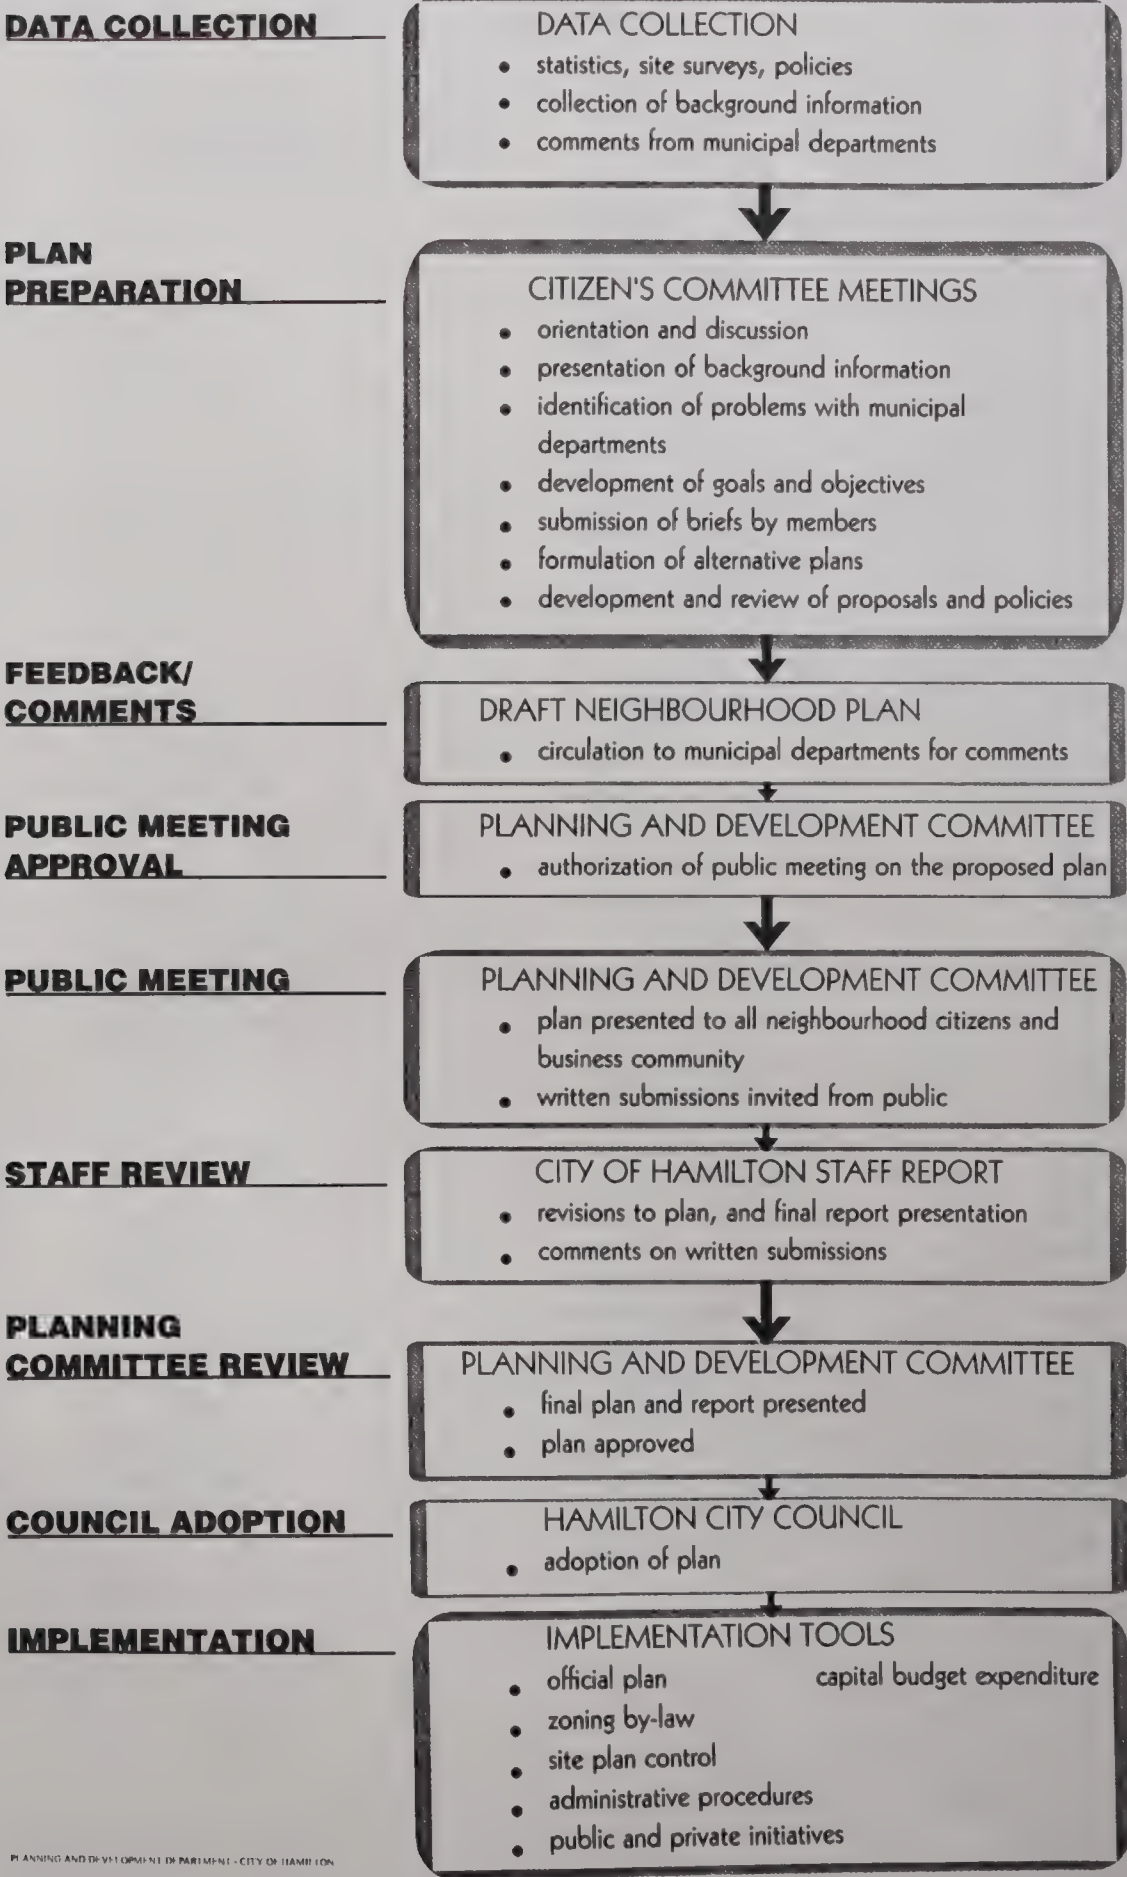 DATA COLLECTION
DATA COLLECTION
• statistics, site surveys, policies
• collection of background information
• comments from municipal departments
PLAN
PREPARATION
CITIZEN'S COMMITTEE MEETINGS
• orientation and discussion
• presentation of background information
• identification of problems with municipal
departments
• development of goals and objectives
• submission of briefs by members
• formulation of alternative plans
• development and review of proposals and policies
FEEDBACK/
COMMENTS
DRAFT NEIGHBOURHOOD PLAN
• circulation to municipal departments for comments
PUBLIC MEETING
APPROVAL
PLANNING AND DEVELOPMENT COMMITTEE
• authorization of public meeting on the proposed plan
PUBLIC MEETING
PLANNING AND DEVELOPMENT COMMITTEE
• plan presented to all neighbourhood citizens and
business community
• written submissions invited from public
STAFF REVIEW
CITY OF HAMILTON STAFF REPORT
• revisions to plan, and final report presentation
• comments on written submissions
PLANNING
COMMITTEE REVIEW
PLANNING AND DEVELOPMENT COMMITTEE
• final plan and report presented
• plan approved
COUNCIL ADOPTION
HAMILTON CITY COUNCIL
• adoption of plan
IMPLEMENTATION
IMPLEMENTATION TOOLS
• official plan capital budget expenditure
• zoning by-law
• site plan control
• administrative procedures
• public and private initiatives
PLANNING AND DEVELOPMENT DEPARTMENT - CITY OF HAMILTON